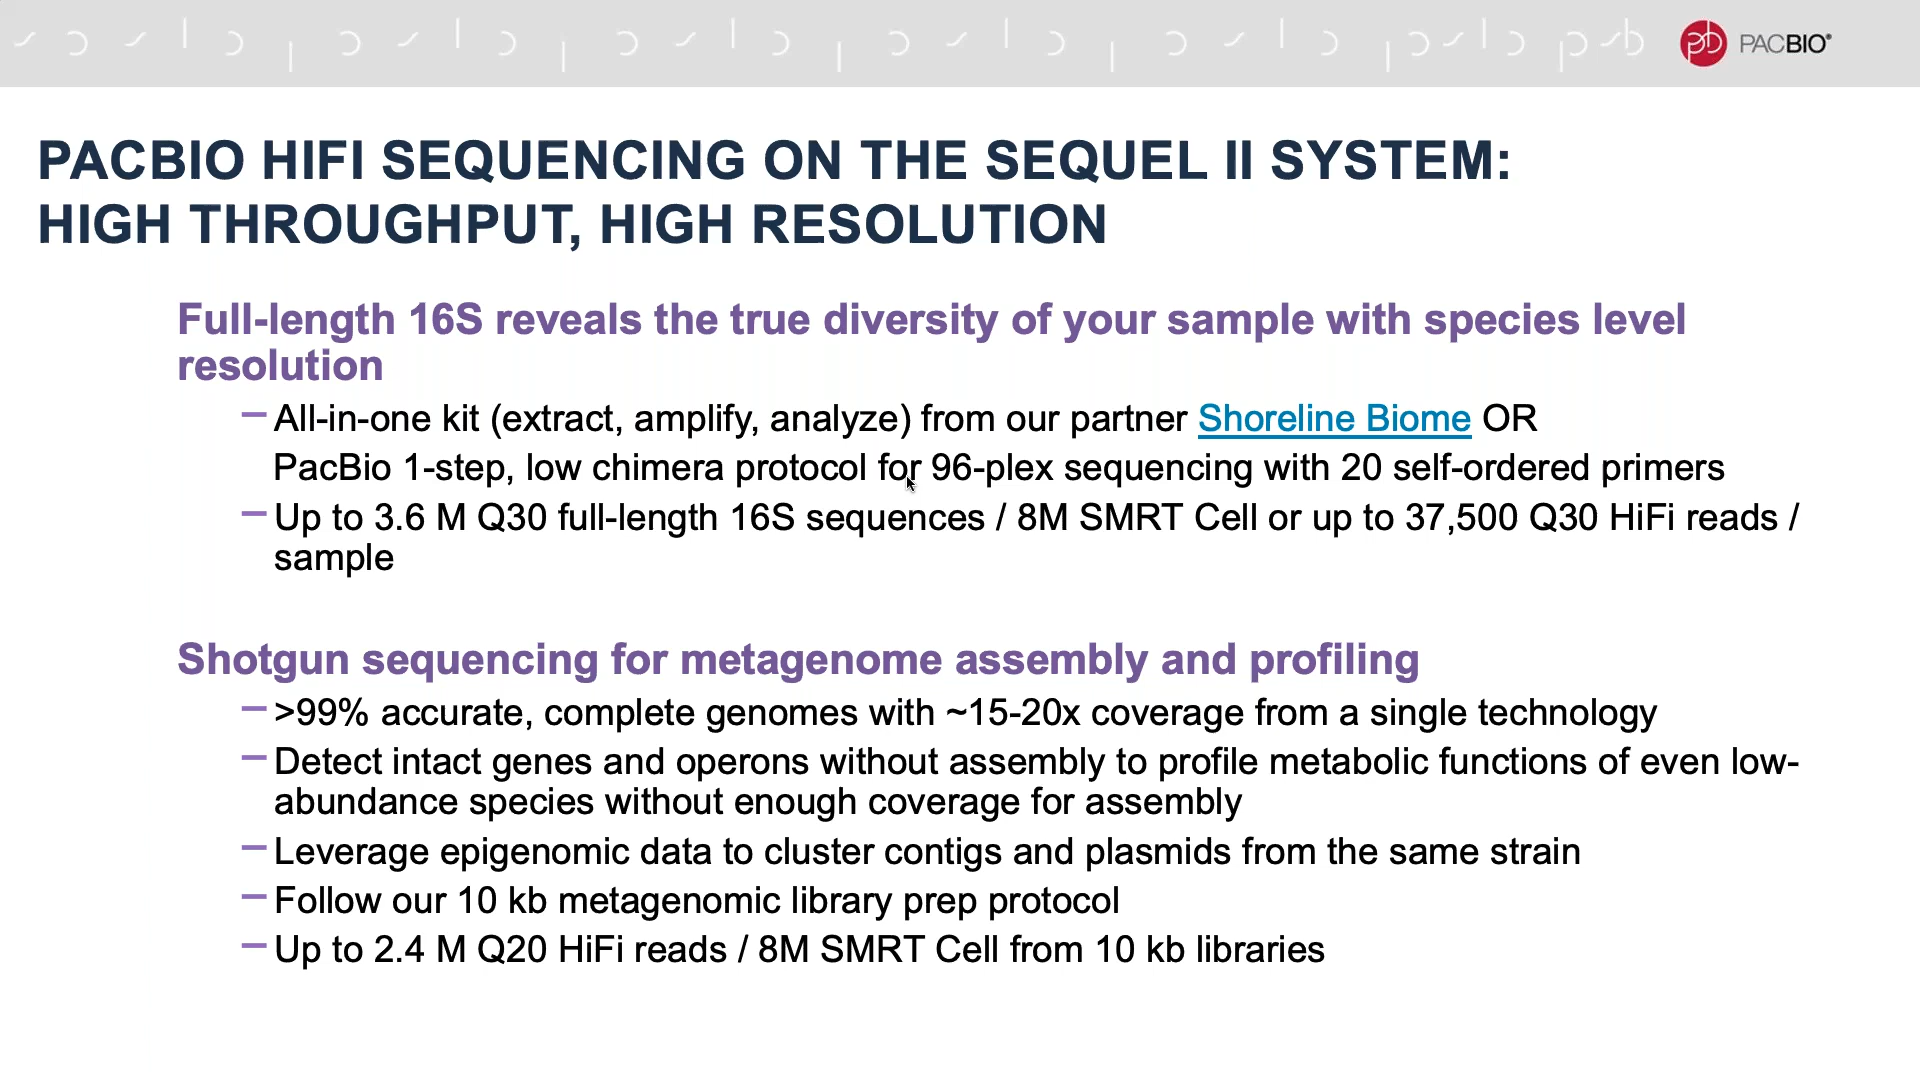 PACBIO®
PACBIO HIFI SEQUENCING ON THE SEQUEL II SYSTEM:
HIGH THROUGHPUT, HIGH RESOLUTION
Full-length 16S reveals the true diversity of your sample with species level
resolution
– All-in-one kit (extract, amplify, analyze) from our partner Shoreline Biome OR
PacBio 1-step, low chimera protocol for 96-plex sequencing with 20 self-ordered primers
– Up to 3.6 M Q30 full-length 16S sequences / 8M SMRT Cell or up to 37,500 Q30 HiFi reads /
sample
Shotgun sequencing for metagenome assembly and profiling
– >99% accurate, complete genomes with ~15-20x coverage from a single technology
– Detect intact genes and operons without assembly to profile metabolic functions of even low-
abundance species without enough coverage for assembly
– Leverage epigenomic data to cluster contigs and plasmids from the same strain
– Follow our 10 kb metagenomic library prep protocol
– Up to 2.4 M Q20 HiFi reads / 8M SMRT Cell from 10 kb libraries